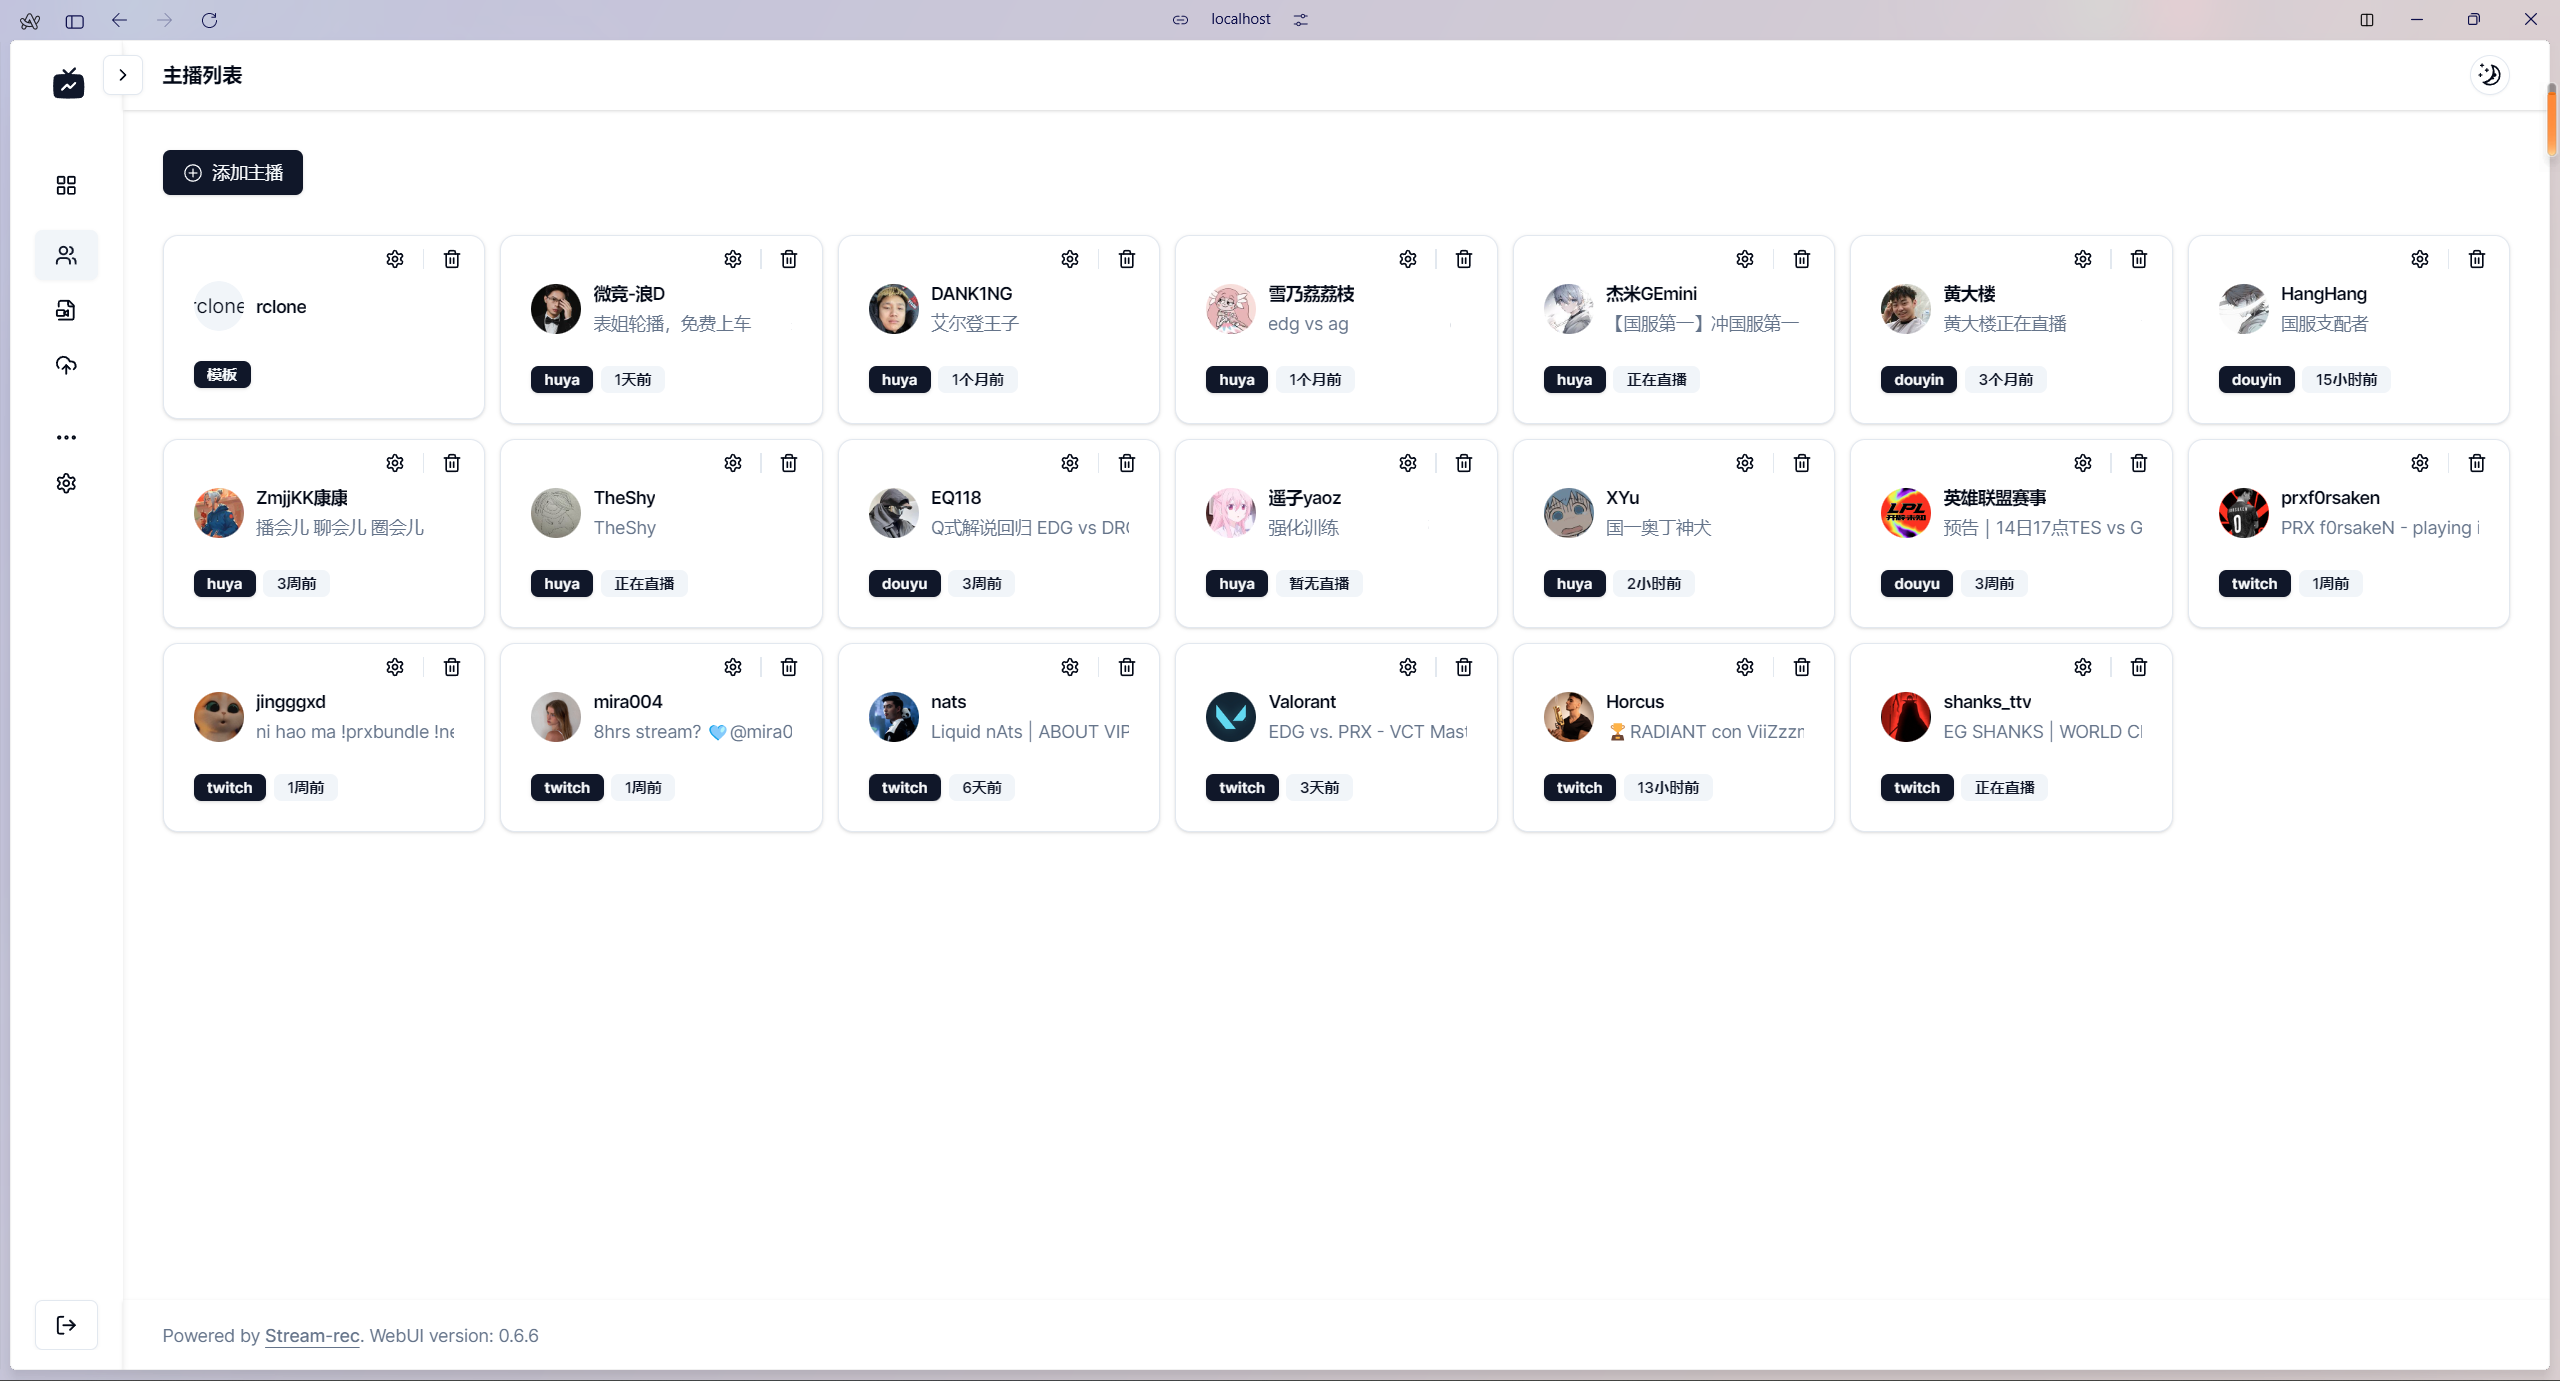 localhost
主播列表
添加主播
rclone
rclone
模板
微竞-浪D
表姐轮播，免费上车
huya 1天前
DANK1NG
艾尔登王子
huya 1个月前
雪乃荔荔枝
edg vs ag
huya 1个月前
杰米GEmini
【国服第一】冲国服第一
huya 正在直播
黄大楼
黄大楼正在直播
douyin 3个月前
HangHang
国服支配者
douyin 15小时前
ZmjjKK康康
播会儿 聊会儿 圈会儿
huya 3周前
TheShy
TheShy
huya 正在直播
EQ118
Q式解说回归 EDG vs DR
douyu 3周前
遥子yaoz
强化训练
huya 暂无直播
XYu
国一奥丁神犬
huya 2小时前
LPL
英雄联盟赛事
预告 | 14日17点TES vs G
douyu 3周前
prxf0rsaken
PRX f0rsakeN - playing i
twitch 1周前
jingggxd
ni hao ma !prxbundle !ne
twitch 1周前
mira004
8hrs stream? 🩵@mira0
twitch 1周前
nats
Liquid nAts | ABOUT VIP
twitch 6天前
Valorant
EDG vs. PRX - VCT Mast
twitch 3天前
Horcus
🏆RADIANT con ViiZzz
twitch 13小时前
shanks_ttv
EG SHANKS | WORLD C
twitch 正在直播
Powered by Stream-rec. WebUI version: 0.6.6